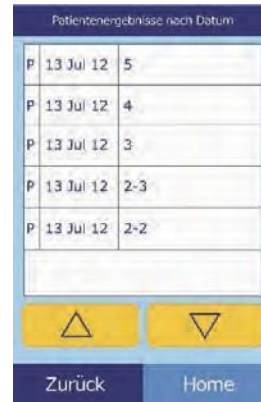 Patientenergebnisse nach Datum
P 13 Jul 12 5
P 13 Jul 12 4
P 13 Jul 12 3
P 13 Jul 12 2-3
P 13 Jul 12 2-2
Zurück Home